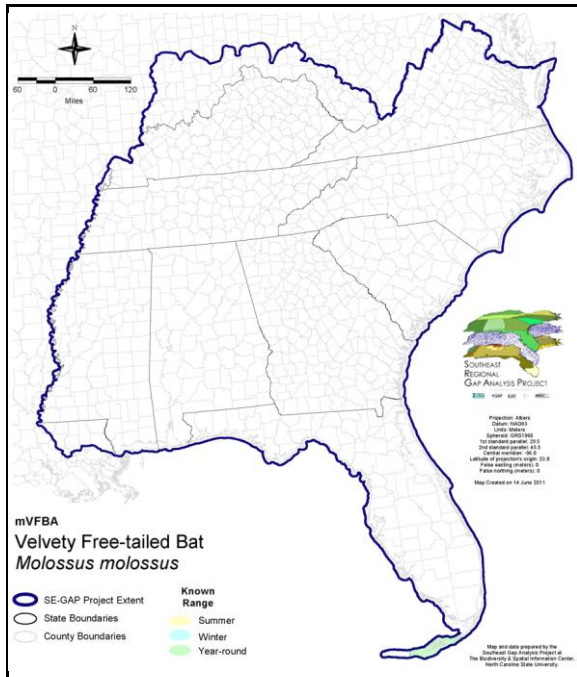 N
60 0 60 120
Miles
SOUTHEAST
REGIONAL
GAP ANALYSIS PROJECT
USGS
Projection: Albers
Datum: NAD83
Units: Meters
Spheroid: GRS1980
1st standard parallel: 29.5
2nd standard parallel: 45.5
Central meridian: -96.0
Latitude of projection's origin: 23.0
False easting (meters): 0
False northing (meters): 0
Map Created on 14 June 2011
mVFBA
Velvety Free-tailed Bat
Molossus molossus
SE-GAP Project Extent
State Boundaries
County Boundaries
Known
Range
Summer
Winter
Year-round
Map and data prepared by the
Southeast Gap Analysis Project at
The Biodiversity & Spatial Information Center,
North Carolina State University.